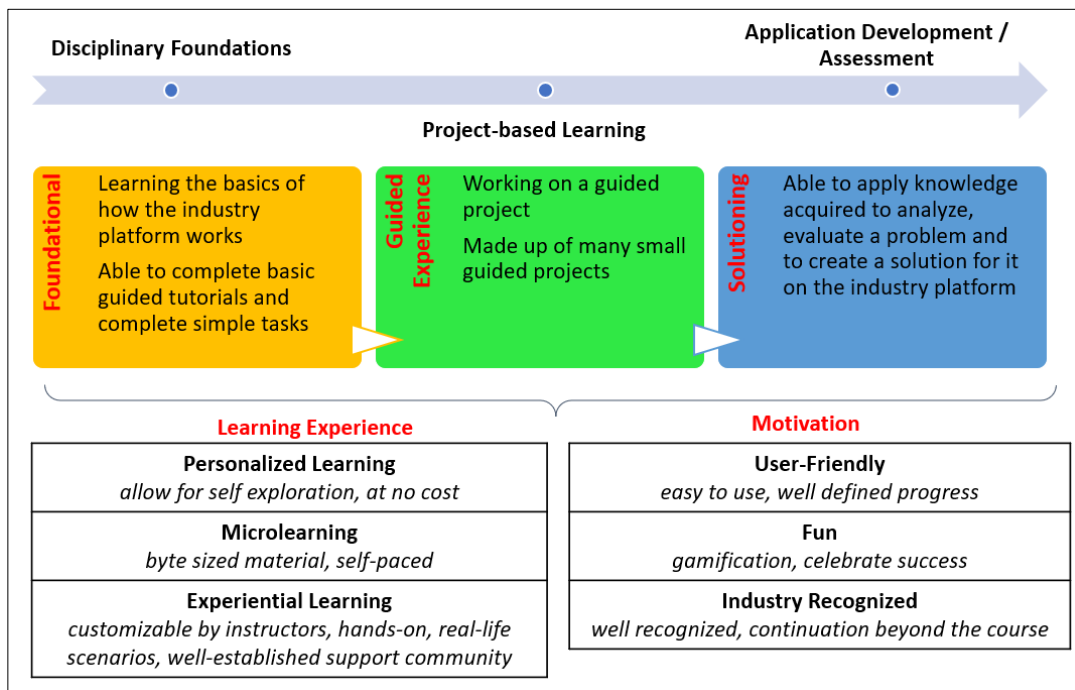 Disciplinary Foundations
Application Development /
Assessment
Project-based Learning
Foundational
Learning the basics of
how the industry
platform works
Able to complete basic
guided tutorials and
complete simple tasks
Guided
Experience
Working on a guided
project
Made up of many small
guided projects
Solutioning
Able to apply knowledge
acquired to analyze,
evaluate a problem and
to create a solution for it
on the industry platform
Learning Experience
Personalized Learning
allow for self exploration, at no cost
Microlearning
byte sized material, self-paced
Experiential Learning
customizable by instructors, hands-on, real-life
scenarios, well-established support community
Motivation
User-Friendly
easy to use, well defined progress
Fun
gamification, celebrate success
Industry Recognized
well recognized, continuation beyond the course